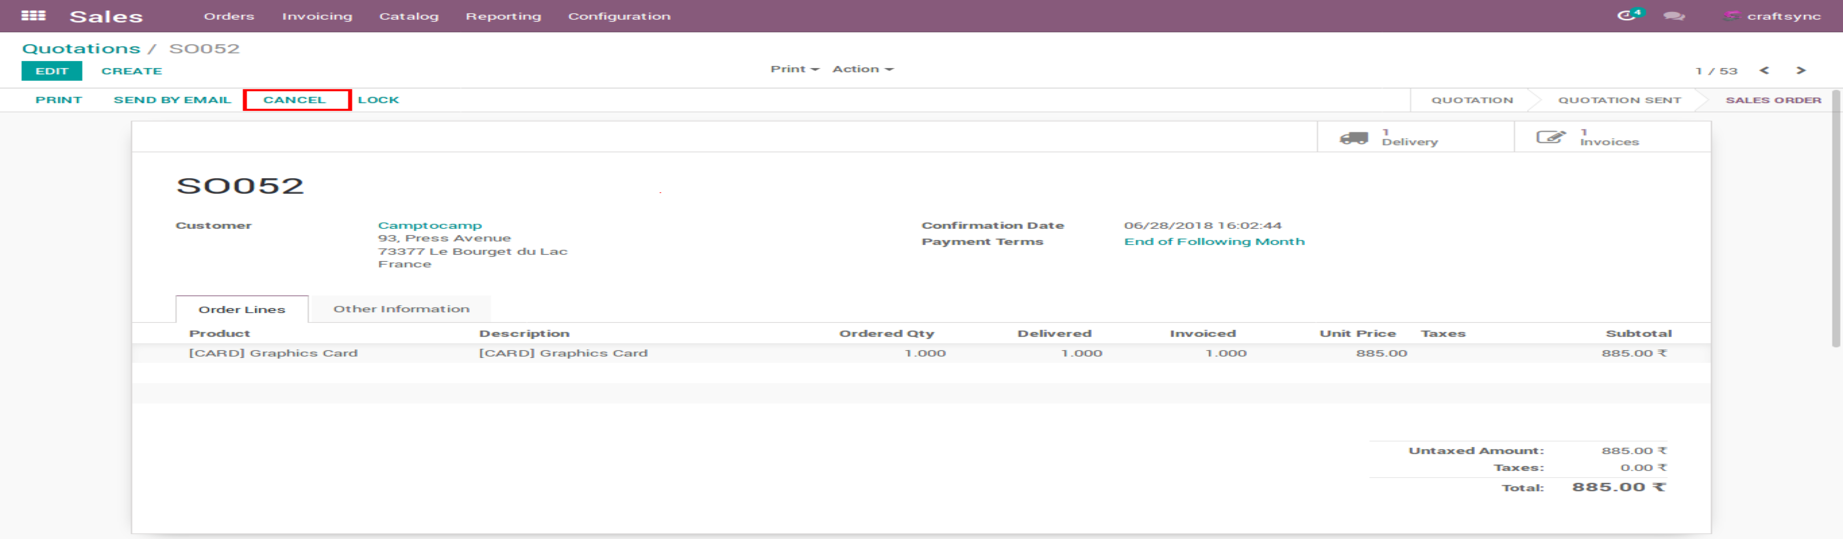 Sales Orders Invoicing Catalog Reporting Configuration 4 craftsync
Quotations / SO052
EDIT CREATE Print Action 1 / 53
PRINT SEND BY EMAIL CANCEL LOCK QUOTATION QUOTATION SENT SALES ORDER
1 Delivery 1 Invoices
SO052
Customer Camptocamp Confirmation Date 06/28/2018 16:02:44
93, Press Avenue Payment Terms End of Following Month
73377 Le Bourget du Lac
France
Order Lines Other Information
Product Description Ordered Qty Delivered Invoiced Unit Price Taxes Subtotal
[CARD] Graphics Card [CARD] Graphics Card 1.000 1.000 1.000 885.00 885.00 ₹
Untaxed Amount: 885.00 ₹
Taxes: 0.00 ₹
Total: 885.00 ₹